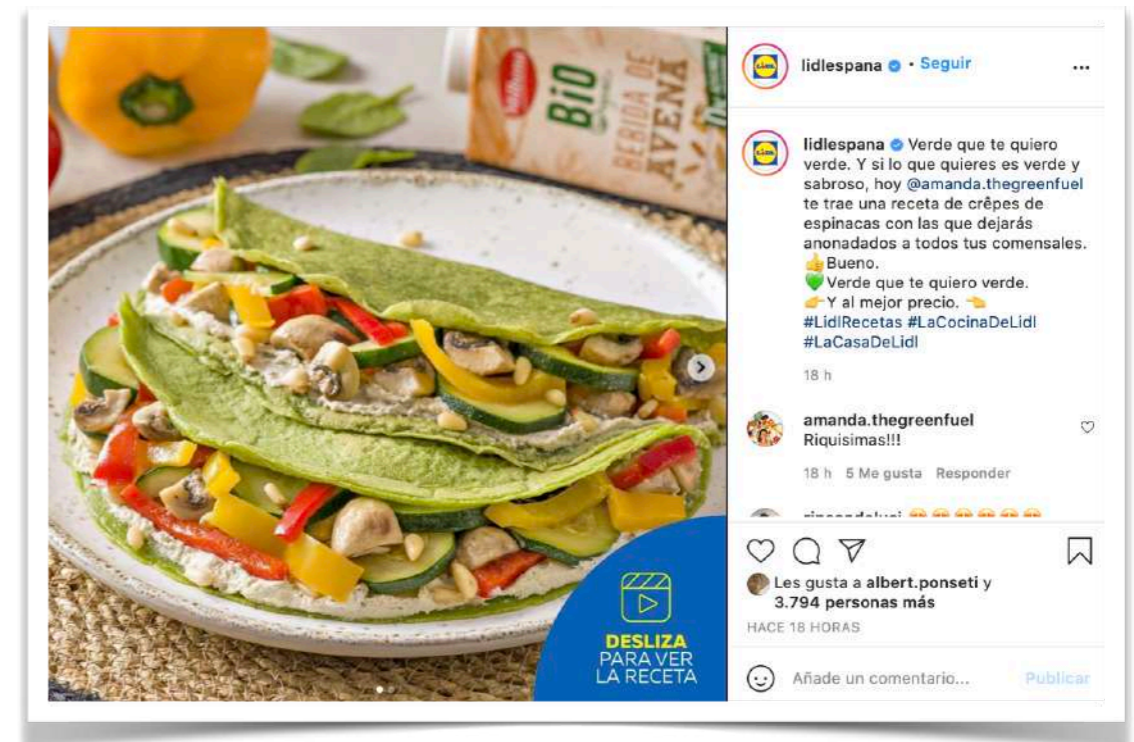 BiO
BEBIDA DE
AVENA
DESLIZA
PARA VER
LA RECETA
lidlespana • Seguir
...
lidlespana Verde que te quiero
verde. Y si lo que quieres es verde y
sabroso, hoy @amanda.thegreenfuel
te trae una receta de crêpes de
espinacas con las que dejarás
anonadados a todos tus comensales.
👍Bueno.
💚Verde que te quiero verde.
👉Y al mejor precio. 👈
#LidlRecetas #LaCocinaDeLidl
#LaCasaDeLidl
18 h
amanda.thegreenfuel
Riquisimas!!!
18 h 5 Me gusta Responder
Les gusta a albert.ponseti y
3.794 personas más
HACE 18 HORAS
Añade un comentario... Publicar